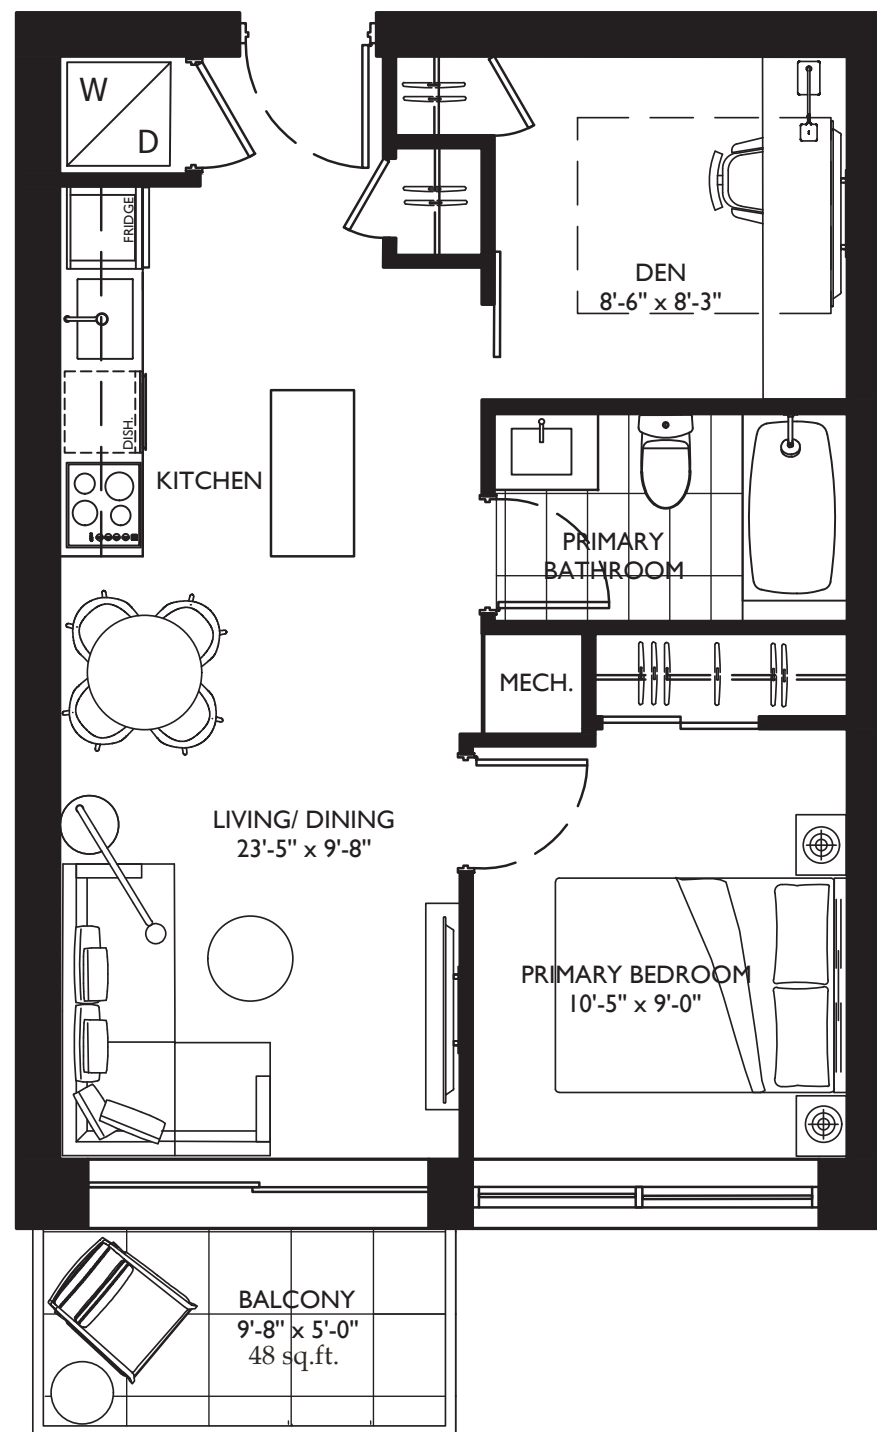 W
D
FRIDGE
DEN
8'-6" x 8'-3"
DISH.
KITCHEN
PRIMARY
BATHROOM
MECH.
LIVING/ DINING
23'-5" x 9'-8"
PRIMARY BEDROOM
10'-5" x 9'-0"
BALCONY
9'-8" x 5'-0"
48 sq.ft.